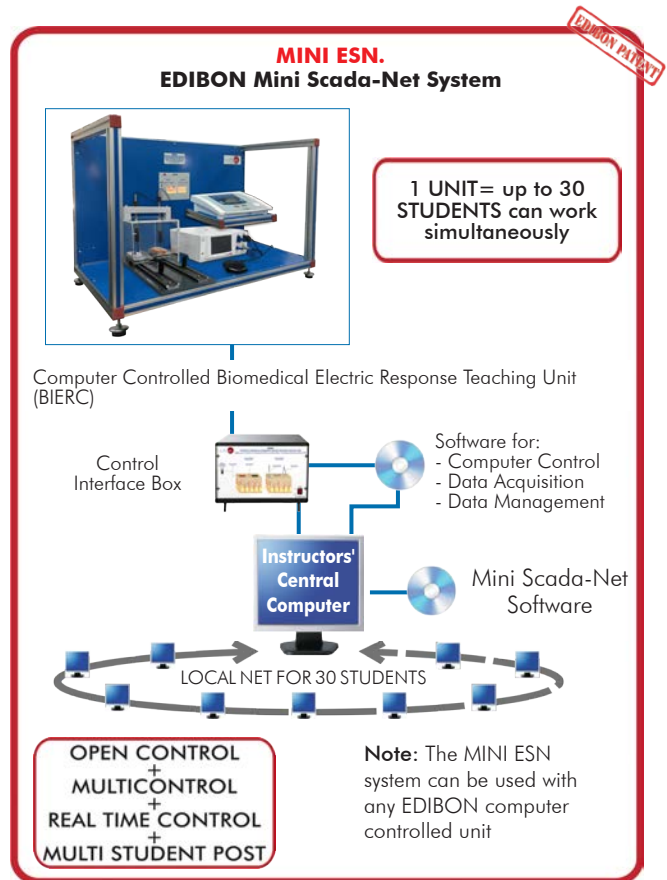 EDIBON PATENT
MINI ESN.
EDIBON Mini Scada-Net System
1 UNIT= up to 30
STUDENTS can work
simultaneously
Computer Controlled Biomedical Electric Response Teaching Unit
(BIERC)
Control
Interface Box
Software for:
- Computer Control
- Data Acquisition
- Data Management
Instructors'
Central
Computer
Mini Scada-Net
Software
LOCAL NET FOR 30 STUDENTS
OPEN CONTROL
+
MULTICONTROL
+
REAL TIME CONTROL
+
MULTI STUDENT POST
Note: The MINI ESN
system can be used with
any EDIBON computer
controlled unit